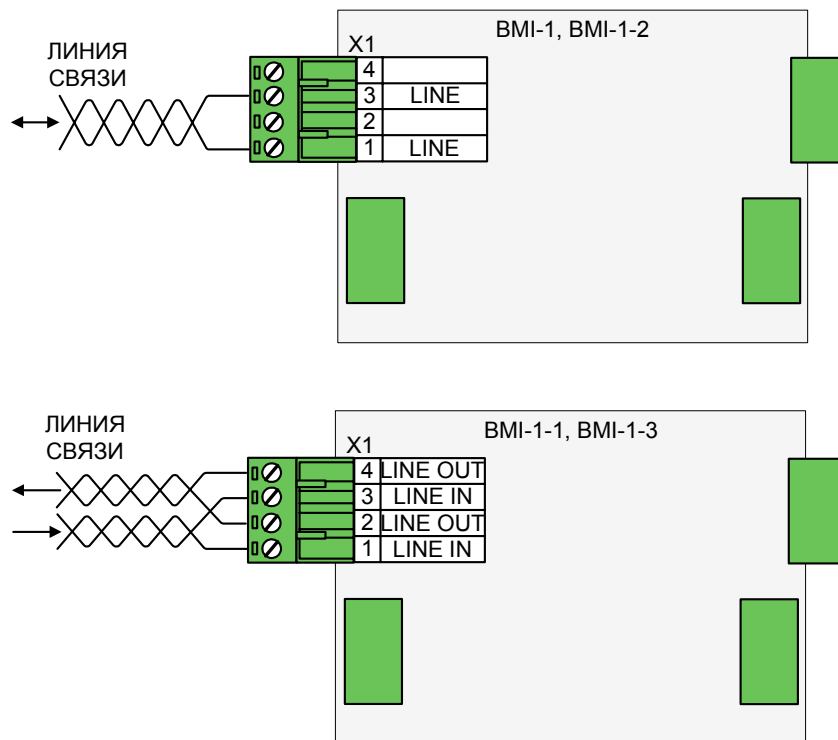 BMI-1, BMI-1-2
ЛИНИЯ
СВЯЗИ
X1
4
3 LINE
2
1 LINE
BMI-1-1, BMI-1-3
ЛИНИЯ
СВЯЗИ
X1
4 LINE OUT
3 LINE IN
2 LINE OUT
1 LINE IN